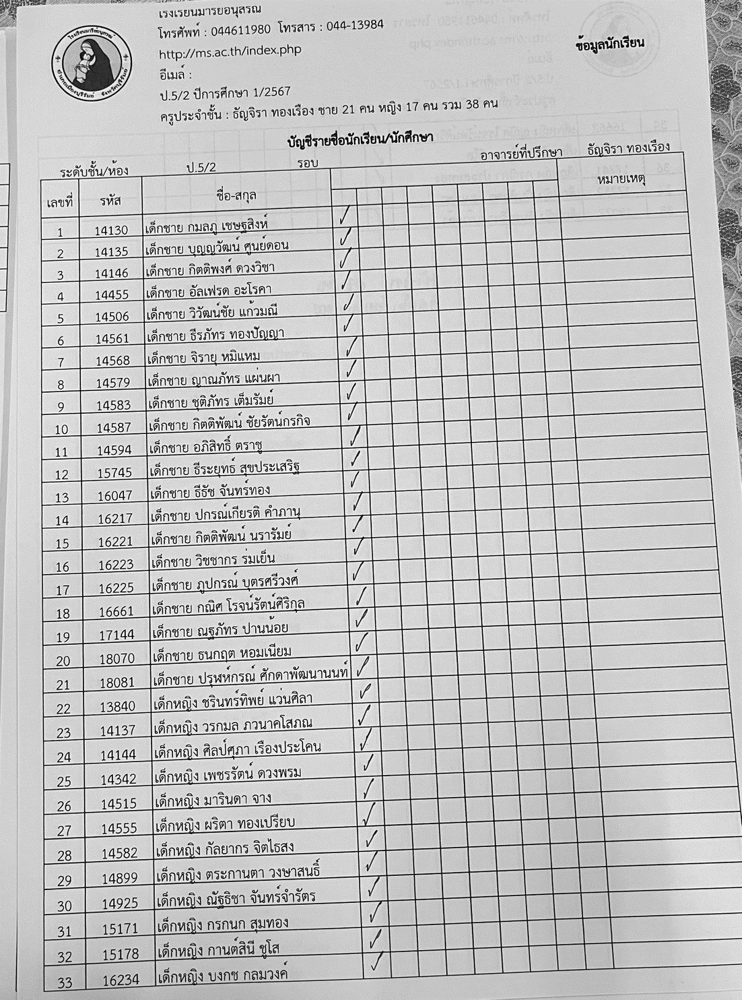 เรงเรยนมารยอนุสรณ
โทรศัพท์ : 044611980 โทรสาร : 044-13984
http://ms.ac.th/index.php
อีเมล์ :
ป.5/2 ปีการศึกษา 1/2567
ครูประจำชั้น : ธัญจิรา ทองเรือง ชาย 21 คน หญิง 17 คน รวม 38 คน
ข้อมูลนักเรียน
บัญชีรายชื่อนักเรียน/นักศึกษา
ระดับชั้น/ห้อง ป.5/2 รอบ อาจารย์ที่ปรึกษา ธัญจิรา ทองเรือง
เลขที่ รหัส ชื่อ-สกุล หมายเหตุ
1 14130 เด็กชาย กมลภู เชษฐสิงห์
2 14135 เด็กชาย บุญญวัฒน์ ศูนย์ดอน
3 14146 เด็กชาย กิตติพงศ์ ดวงวิชา
4 14455 เด็กชาย อัลเฟรด อะโรคา
5 14506 เด็กชาย วิวัฒน์ชัย แก้วมณี
6 14561 เด็กชาย ธีรภัทร ทองปัญญา
7 14568 เด็กชาย จิรายุ หมิแหม
8 14579 เด็กชาย ญาณภัทร แผ่นผา
9 14583 เด็กชาย ชุติภัทร เต็มรัมย์
10 14587 เด็กชาย กิตติพัฒน์ ชัยรัตน์กรกิจ
11 14594 เด็กชาย อภิสิทธิ์ ตราชู
12 15745 เด็กชาย ธีระยุทธ์ สุขประเสริฐ
13 16047 เด็กชาย ธีธัช จันทร์ทอง
14 16217 เด็กชาย ปกรณ์เกียรติ คำภานุ
15 16221 เด็กชาย กิตติพัฒน์ นรารัมย์
16 16223 เด็กชาย วิชชากร ร่มเย็น
17 16225 เด็กชาย ภูปกรณ์ บุตรศรีวงศ์
18 16661 เด็กชาย กณิศ โรจน์รัตน์ศิริกุล
19 17144 เด็กชาย ณฐภัทร ปานน้อย
20 18070 เด็กชาย ธนกฤต หอมเนียม
21 18081 เด็กชาย ปรุฬห์กรณ์ ศักดาพัฒนานนท์
22 13840 เด็กหญิง ชรินทร์ทิพย์ แว่นศิลา
23 14137 เด็กหญิง วรกมล ภวนาคโสภณ
24 14144 เด็กหญิง ศิลป์ศุภา เรืองประโคน
25 14342 เด็กหญิง เพชรรัตน์ ดวงพรม
26 14515 เด็กหญิง มารินดา จาง
27 14555 เด็กหญิง ผริตา ทองเปรียบ
28 14582 เด็กหญิง กัลยากร จิตไธสง
29 14899 เด็กหญิง ตระกานตา วงษาสนธิ์
30 14925 เด็กหญิง ณัฐธิชา จันทร์จำรัตร
31 15171 เด็กหญิง กรกนก สุมทอง
32 15178 เด็กหญิง กานต์สินี ชูโส
33 16234 เด็กหญิง บงกช กลมวงค์